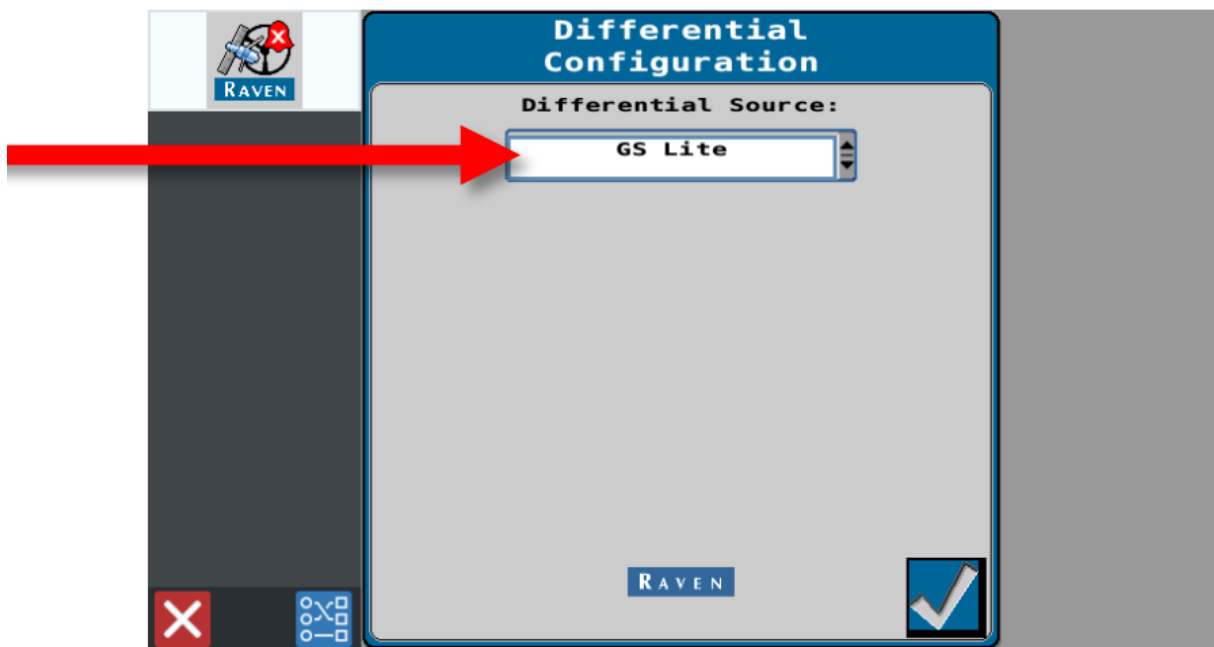 Differential
Configuration
RAVEN
Differential Source:
GS Lite
RAVEN